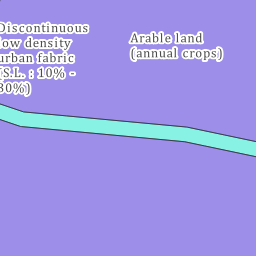 Discontinuous
low density
urban fabric
(S.L. : 10% -
30%)
Arable land
(annual crops)